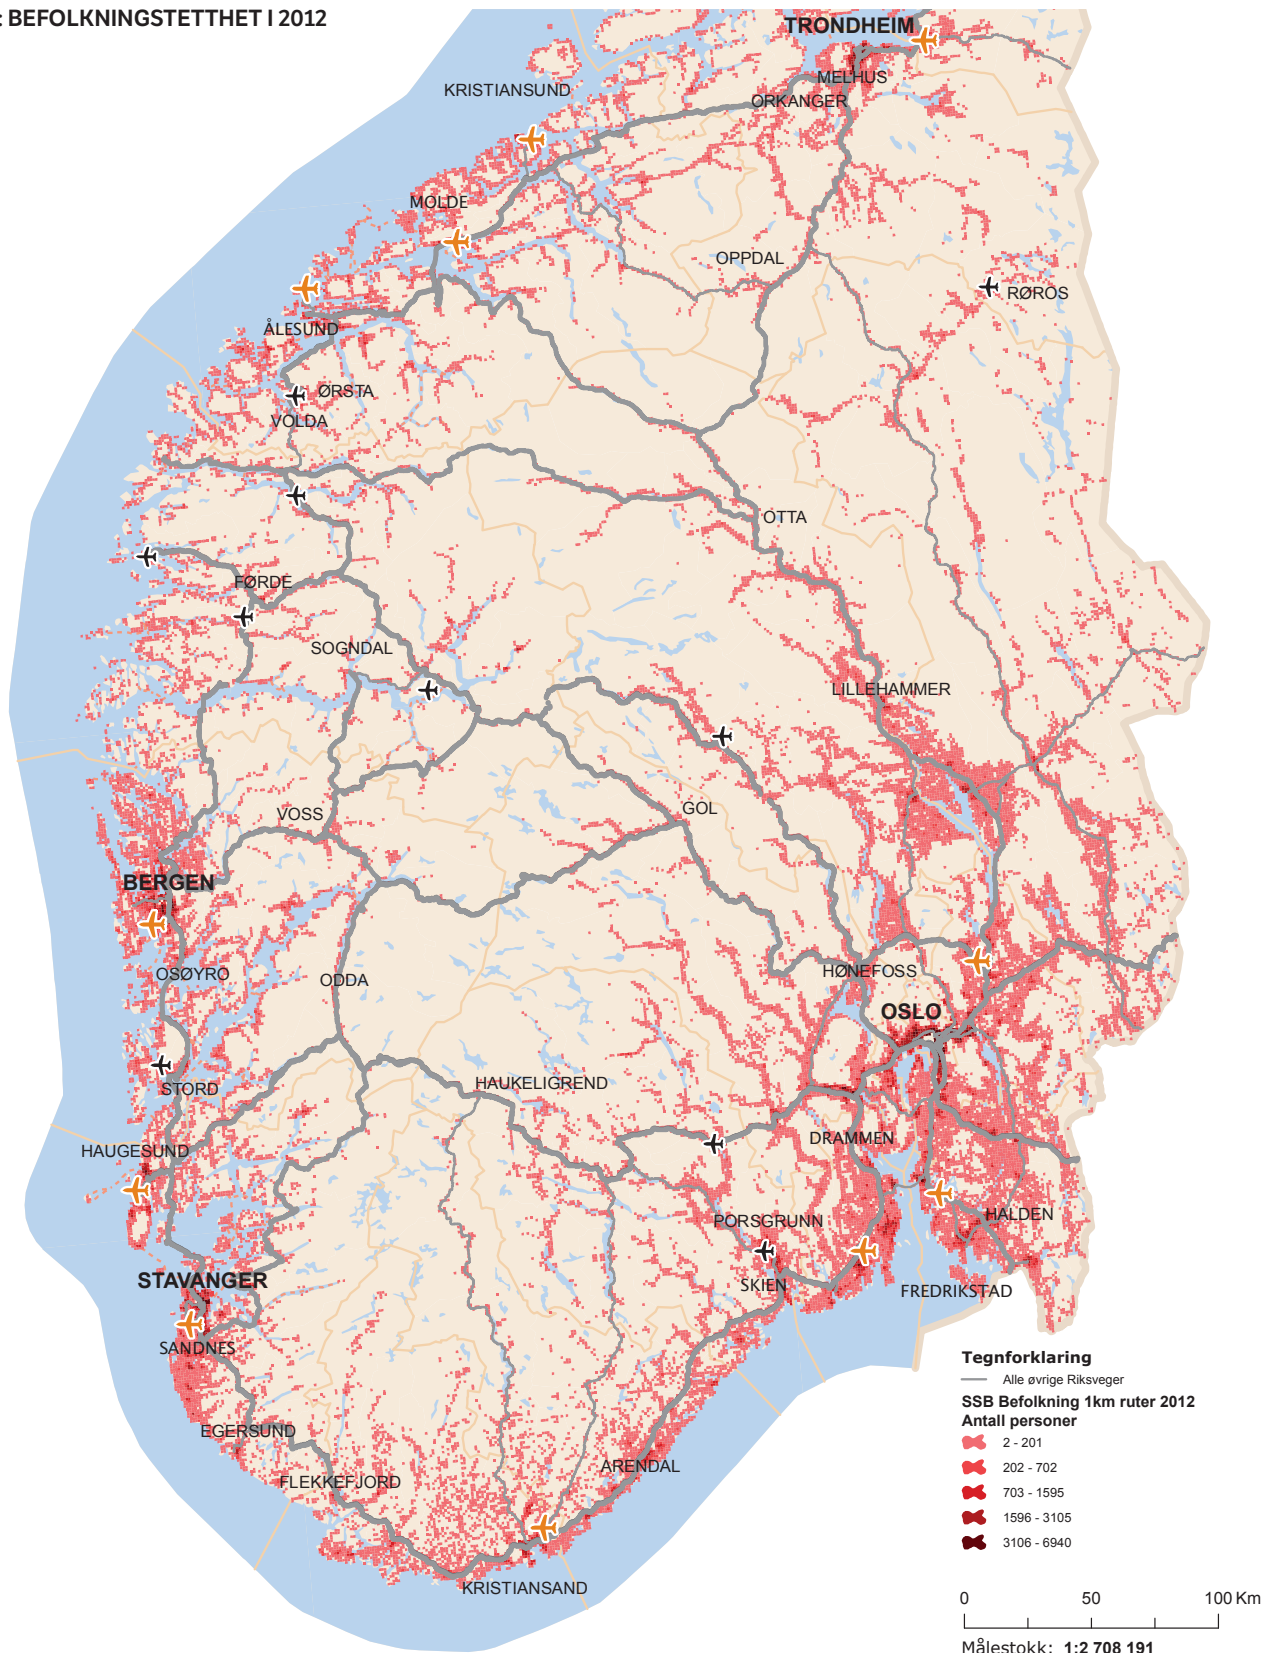 : BEFOLKNINGSTETTHET I 2012
TRONDHEIM
MELHUS
KRISTIANSUND
ORKANGER
MOLDE
OPPDAL
RØROS
ÅLESUND
ØRSTA
VOLDA
OTTA
FØRDE
SOGNDAL
LILLEHAMMER
GOL
VOSS
BERGEN
OSØYRO
ODDA
HØNEFOSS
OSLO
HAUKELIGREND
STORD
DRAMMEN
HAUGESUND
HALDEN
PORSGRUNN
STAVANGER
SKIEN
FREDRIKSTAD
SANDNES
EGERSUND
ARENDAL
FLEKKEFJORD
KRISTIANSAND
Tegnforklaring
Alle øvrige Riksveger
SSB Befolkning 1km ruter 2012
Antall personer
2 - 201
202 - 702
703 - 1595
1596 - 3105
3106 - 6940
0 50 100 Km
Målestokk: 1:2 708 191